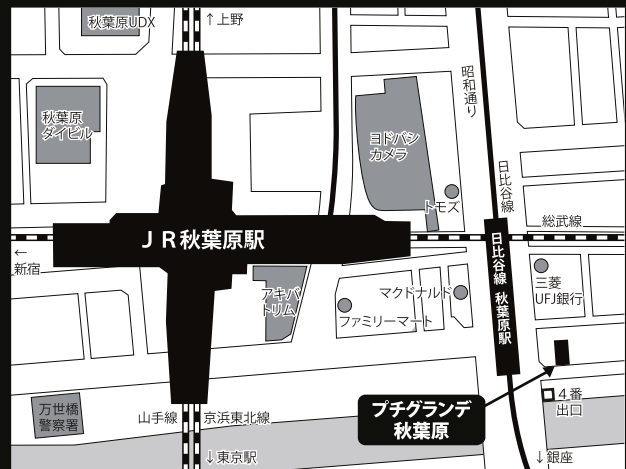 秋葉原UDX
↑上野
昭和通り
秋葉原
ダイビル
ヨドバシ
カメラ
トモズ
日比谷線
総武線
JR秋葉原駅
←
新宿
日比谷線 秋葉原駅
三菱
UFJ銀行
アキバ
トリム
マクドナルド
ファミリーマート
4番
出口
万世橋
警察署
山手線
京浜東北線
プチグランデ
秋葉原
↓東京駅
↓銀座